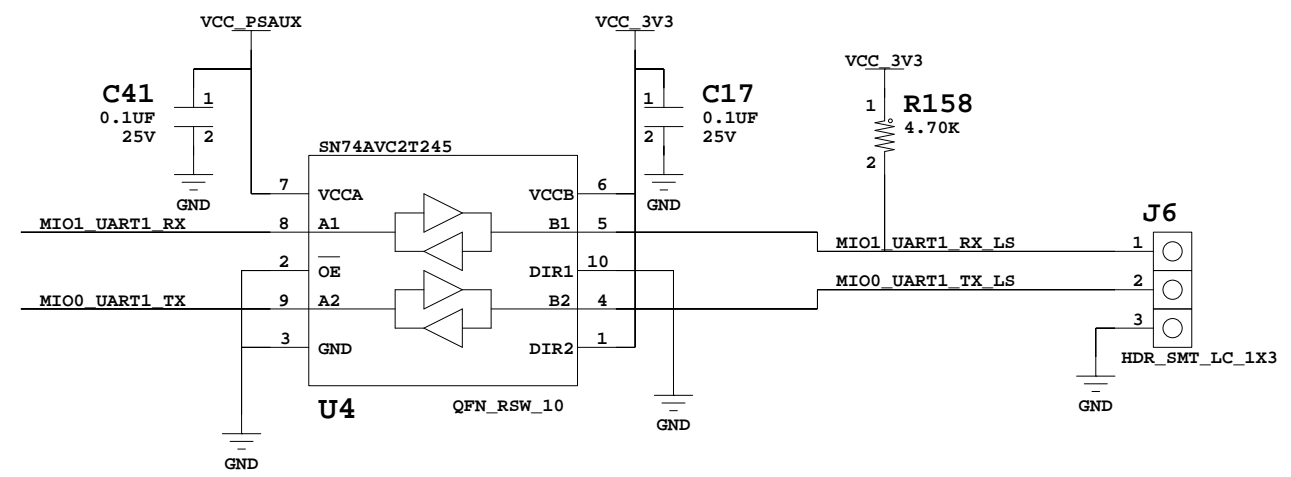 VCC_PSAUX
VCC_3V3
VCC_3V3
C41
0.1UF
25V
1
2
GND
1
2
C17
0.1UF
25V
GND
1
2
R158
4.70K
SN74AVC2T245
7
VCCA
VCCB
6
MIO1_UART1_RX
8
A1
B1
5
MIO1_UART1_RX_LS
1
J6
2
OE
DIR1
10
MIO0_UART1_TX
9
A2
B2
4
MIO0_UART1_TX_LS
2
3
GND
DIR2
1
3
HDR_SMT_LC_1X3
U4
QFN_RSW_10
GND
GND
GND